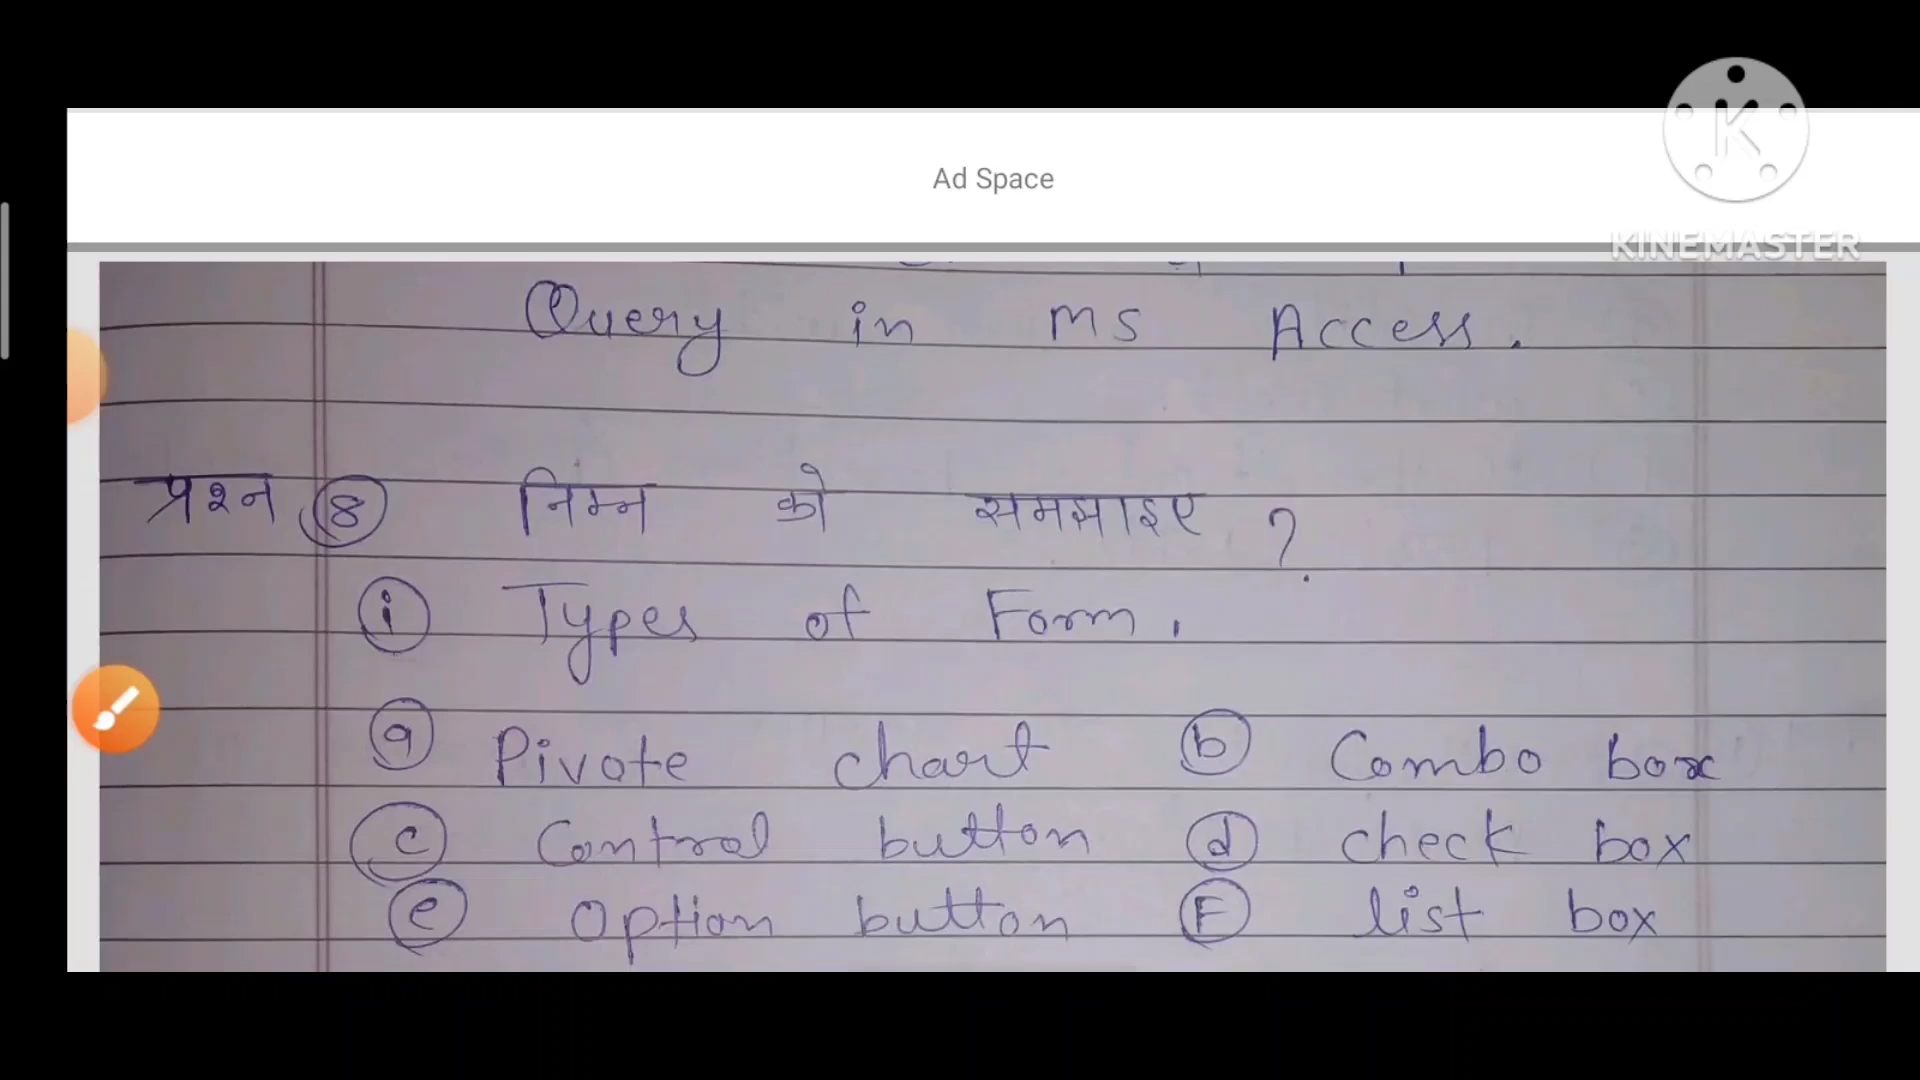 Ad Space
KINEMASTER
Query in MS Access.
प्रश्न 8 निम्न को समझाइए ?
i Types of Form.
a Pivote chart b Combo box
c Control button d check box
e Option button F list box